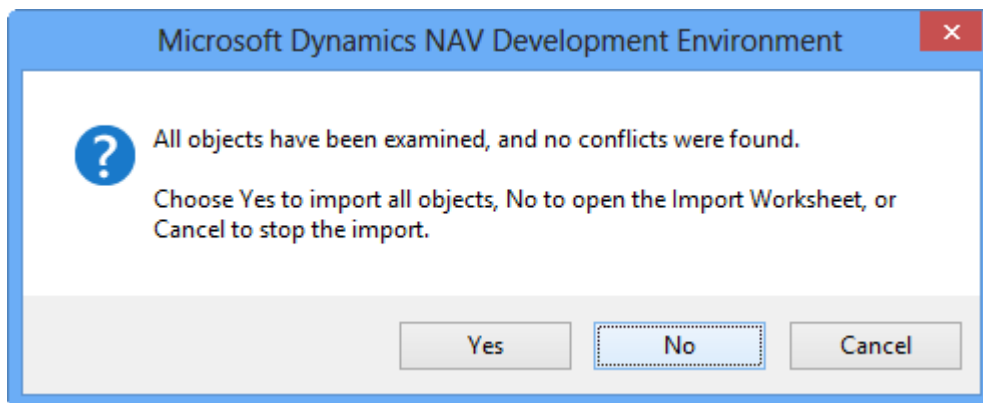 Microsoft Dynamics NAV Development Environment
All objects have been examined, and no conflicts were found.
Choose Yes to import all objects, No to open the Import Worksheet, or
Cancel to stop the import.
Yes
No
Cancel